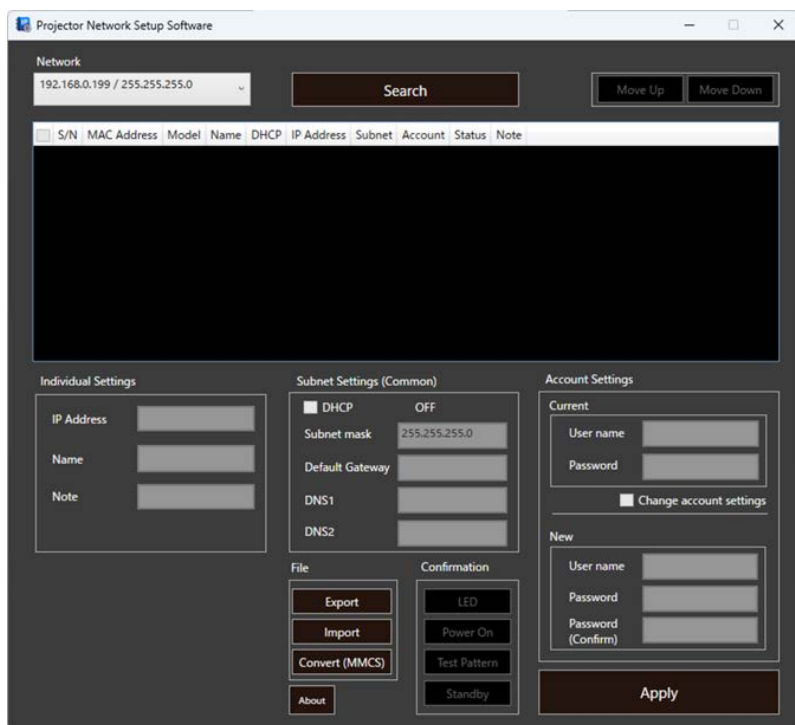 Projector Network Setup Software
Network
192.168.0.199 / 255.255.255.0
Search
Move Up Move Down
S/N MAC Address Model Name DHCP IP Address Subnet Account Status Note
Individual Settings
IP Address
Name
Note
Subnet Settings (Common)
DHCP OFF
Subnet mask 255.255.255.0
Default Gateway
DNS1
DNS2
Account Settings
Current
User name
Password
Change account settings
New
User name
Password
Password
(Confirm)
File
Export
Import
Convert (MMCS)
About
Confirmation
LED
Power On
Test Pattern
Standby
Apply